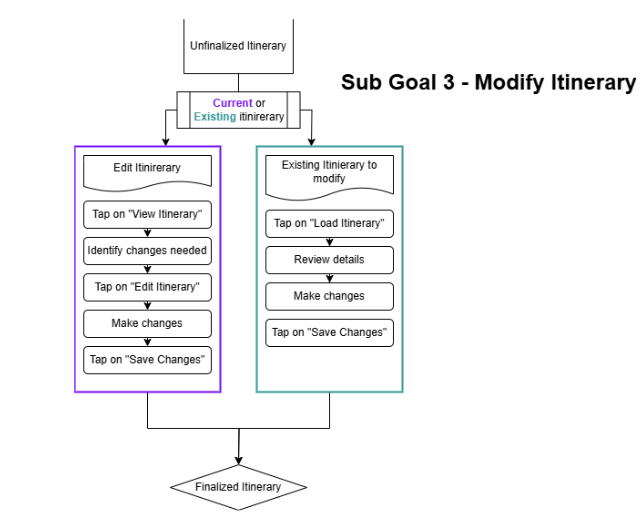 Unfinalized Itinerary
Sub Goal 3 - Modify Itinerary
Current or
Existing itinirerary
Edit Itinirerary
Tap on "View Itinerary"
Identify changes needed
Tap on "Edit Itinerary"
Make changes
Tap on "Save Changes"
Existing Itinierary to
modify
Tap on "Load Itinerary"
Review details
Make changes
Tap on "Save Changes"
Finalized Itinerary